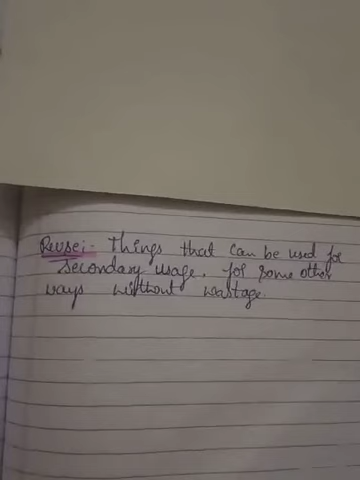 Reuse:- Things that can be used for
secondary usage. for some other
ways without wastage.